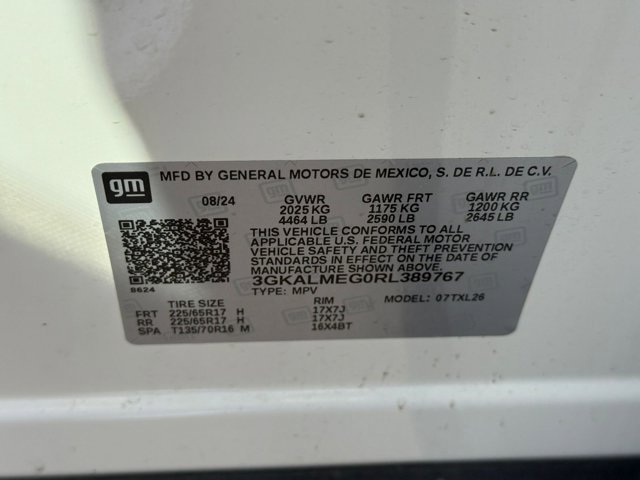 gm
MFD BY GENERAL MOTORS DE MEXICO, S. DE R.L. DE C.V.
08/24 GVWR GAWR FRT GAWR RR
2025 KG 1175 KG 1200 KG
4464 LB 2590 LB 2645 LB
THIS VEHICLE CONFORMS TO ALL
APPLICABLE U.S. FEDERAL MOTOR
VEHICLE SAFETY AND THEFT PREVENTION
STANDARDS IN EFFECT ON THE DATE OF
MANUFACTURE SHOWN ABOVE.
3GKALMEG0RL389767
8624 TYPE: MPV MODEL: 07TXL26
TIRE SIZE RIM
FRT 225/65R17 H 17X7J
RR 225/65R17 H 17X7J
SPA T135/70R16 M 16X4BT